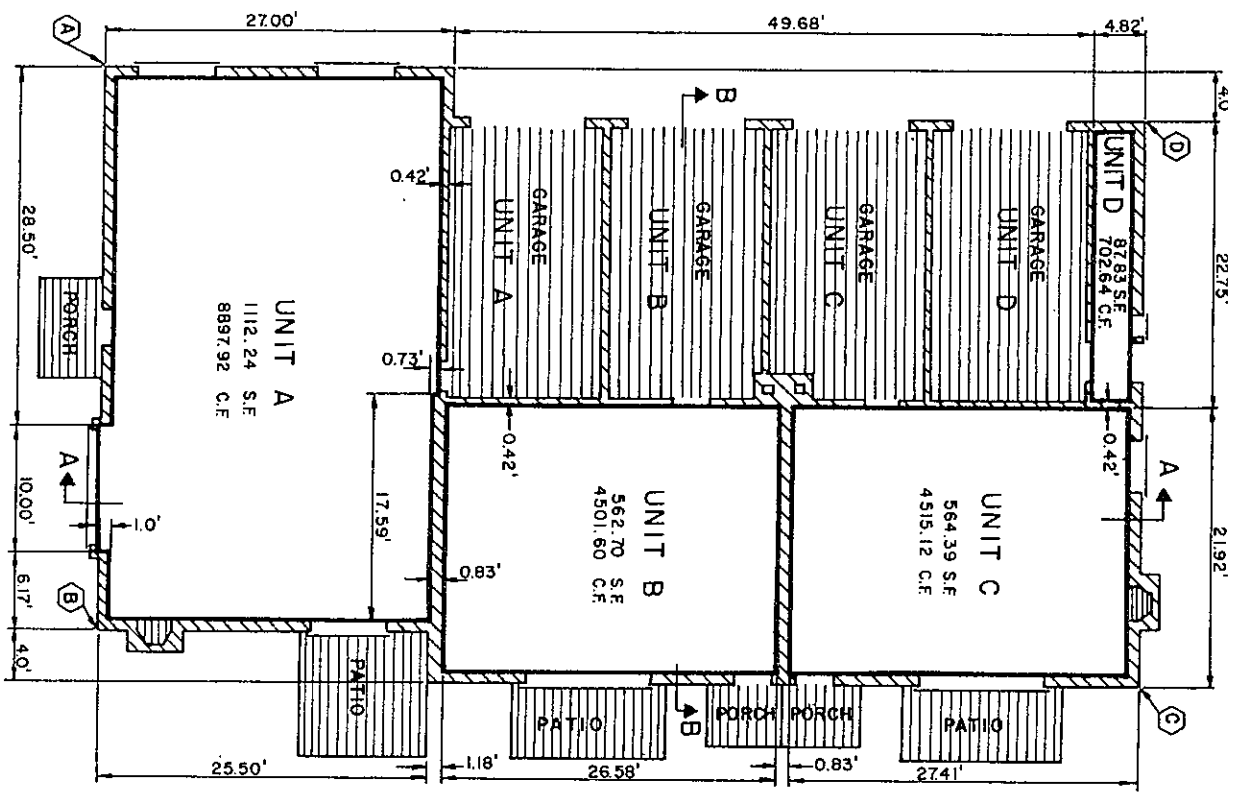 27.00'
49.68'
4.82'
A
4.0
D
B
22.75'
28.50'
0.42'
GARAGE
UNIT A
GARAGE
UNIT B
GARAGE
UNIT C
GARAGE
UNIT D
UNIT D
87.83 S.F.
702.64 C.F.
PORCH
UNIT A
1112.24 S.F.
8897.92 C.F.
0.73'
0.42'
0.42'
A
A
10.00'
1.0'
17.59'
0.83'
UNIT B
562.70 S.F.
4501.60 C.F.
UNIT C
564.39 S.F.
4515.12 C.F.
21.92'
6.17'
B
4.0'
PATIO
PATIO
B
PORCH
PORCH
PATIO
C
25.50'
1.18'
26.58'
0.83'
27.41'